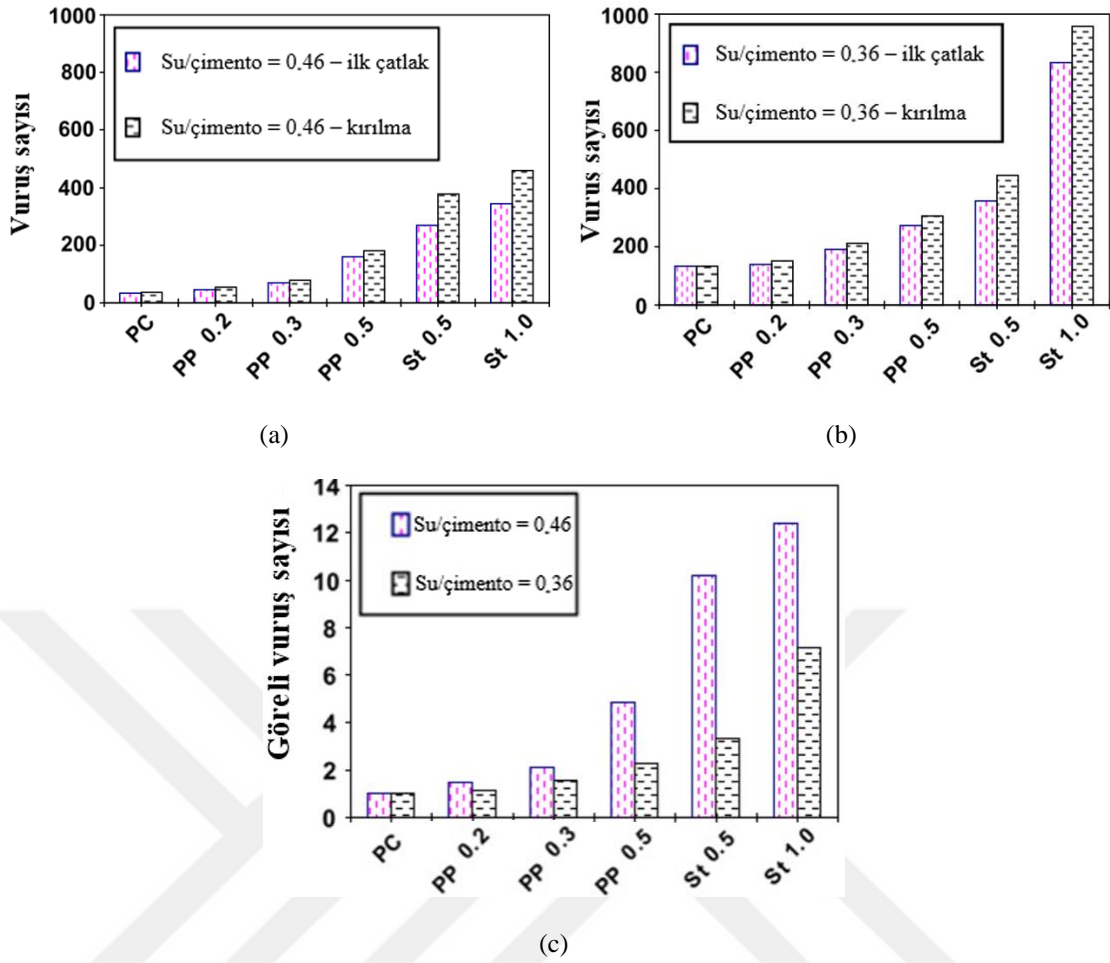 1000
800
600
400
200
0
Vuruş sayısı
Su/çimento = 0.46 – ilk çatlak
Su/çimento = 0.46 – kırılma
PC
PP 0.2
PP 0.3
PP 0.5
St 0.5
St 1.0
(a)
1000
800
600
400
200
0
Vuruş sayısı
Su/çimento = 0.36 – ilk çatlak
Su/çimento = 0.36 – kırılma
PC
PP 0.2
PP 0.3
PP 0.5
St 0.5
St 1.0
(b)
14
12
10
8
6
4
2
0
Göreli vuruş sayısı
Su/çimento = 0.46
Su/çimento = 0.36
PC
PP 0.2
PP 0.3
PP 0.5
St 0.5
St 1.0
(c)